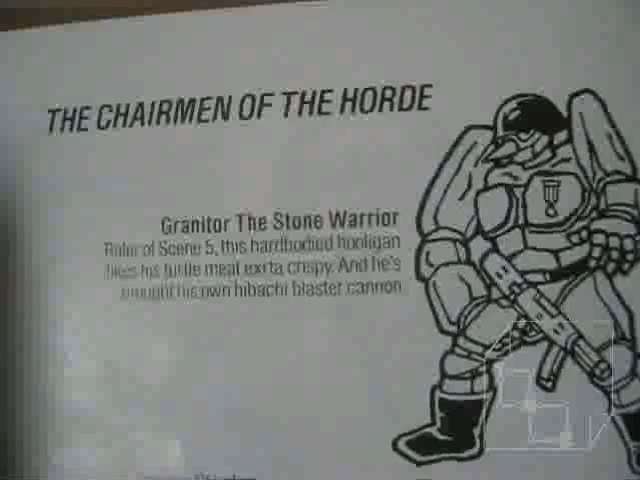 THE CHAIRMEN OF THE HORDE
Granitor The Stone Warrior
Ruler of Scene 5, this hardbodied hooligan
likes his turtle meat exrta crispy. And he's
brought his own hibachi blaster cannon